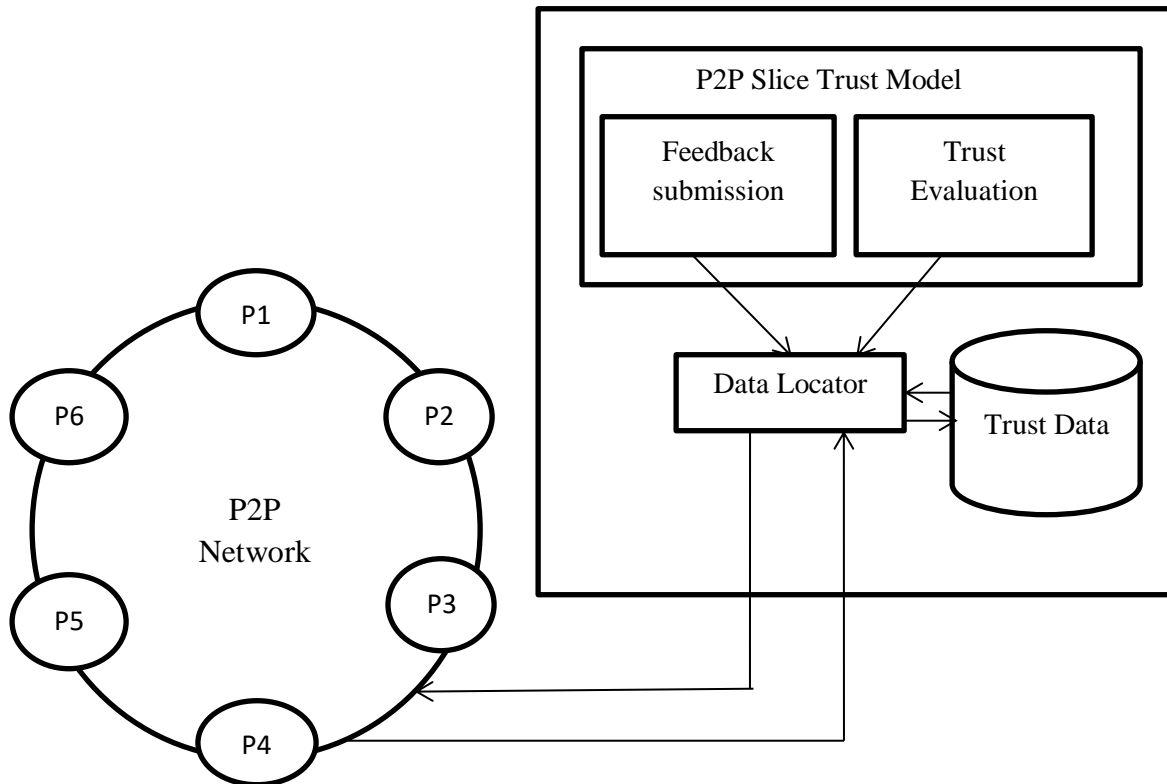 P2P Slice Trust Model
Feedback
submission
Trust
Evaluation
Data Locator
Trust Data
P1
P2
P3
P4
P5
P6
P2P
Network